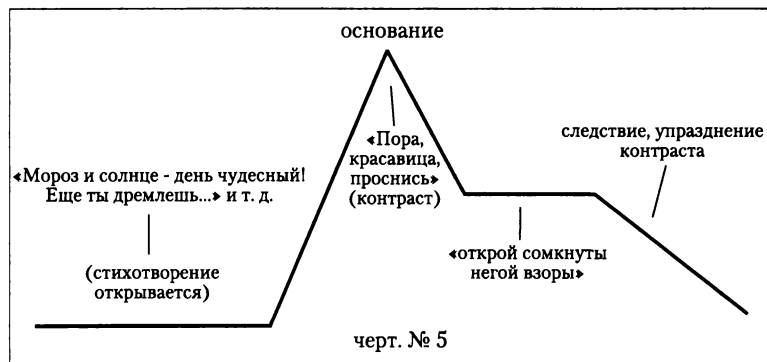 основание
«Мороз и солнце - день чудесный!
Еще ты дремлешь...» и т. д.
(стихотворение
открывается)
«Пора,
красавица,
проснись»
(контраст)
«открой сомкнуты
негой взоры»
следствие, упразднение
контраста
черт. № 5